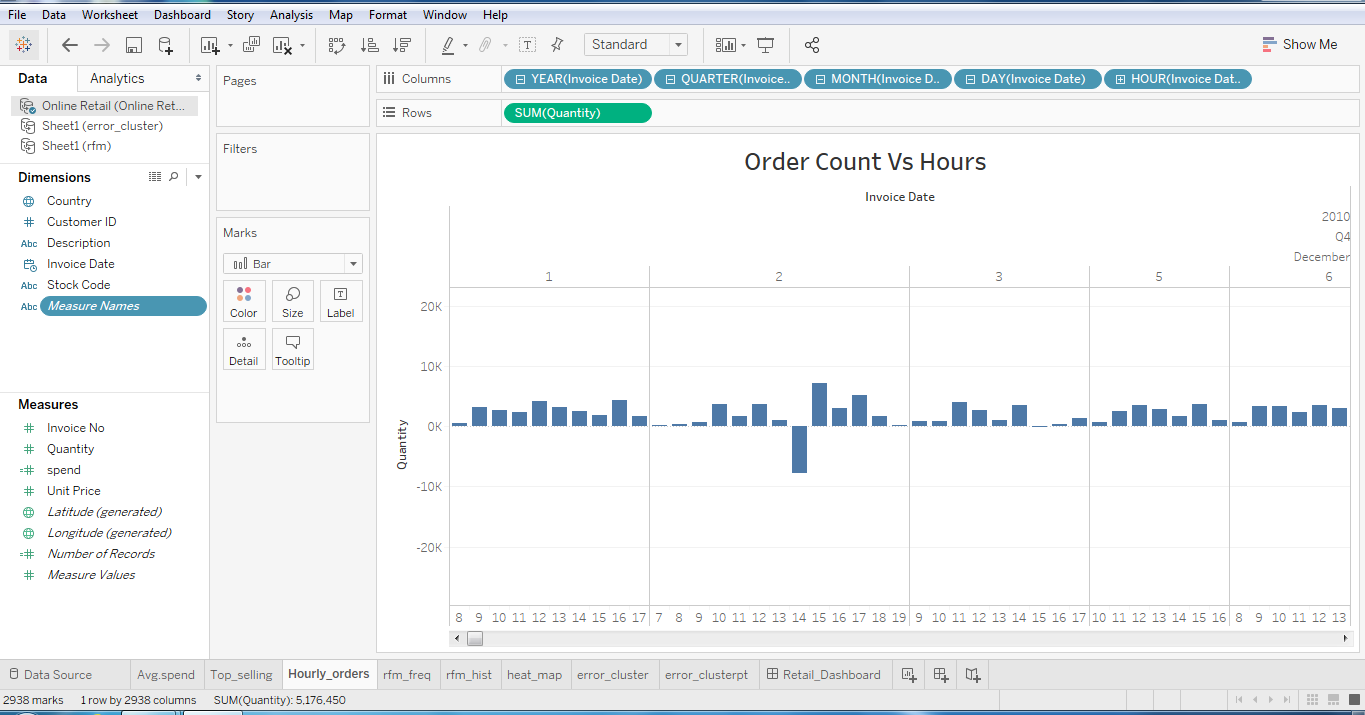 File Data Worksheet Dashboard Story Analysis Map Format Window Help
Standard
Show Me
Data
Analytics
Online Retail (Online Ret...
Sheet1 (error_cluster)
Sheet1 (rfm)
Dimensions
Country
Customer ID
Abc Description
Invoice Date
Abc Stock Code
Abc Measure Names
Measures
Invoice No
Quantity
spend
Unit Price
Latitude (generated)
Longitude (generated)
Number of Records
Measure Values
Pages
Filters
Marks
Bar
Color Size Label
Detail Tooltip
Columns
YEAR(Invoice Date) QUARTER(Invoice.. MONTH(Invoice D.. DAY(Invoice Date) HOUR(Invoice Dat..
Rows
SUM(Quantity)
Order Count Vs Hours
Invoice Date
2010
Q4
December
1 2 3 5 6
20K
10K
0K
-10K
-20K
Quantity
8 9 10 11 12 13 14 15 16 17 7 8 9 10 11 12 13 14 15 16 17 18 19 9 10 11 12 13 14 15 16 17 10 11 12 13 14 15 16 8 9 10 11 12 13
Data Source Avg.spend Top_selling Hourly_orders rfm_freq rfm_hist heat_map error_cluster error_clusterpt Retail_Dashboard
2938 marks 1 row by 2938 columns SUM(Quantity): 5,176,450